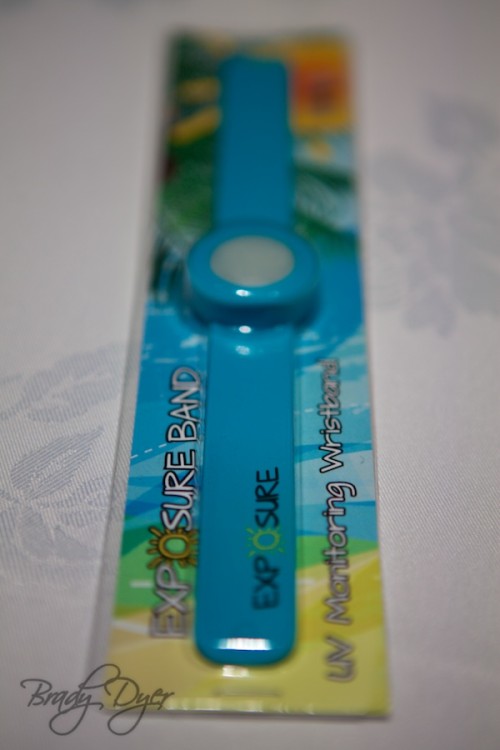 EXPOSURE BAND
EXPOSURE
UV Monitoring Wristband
Brady Dyer